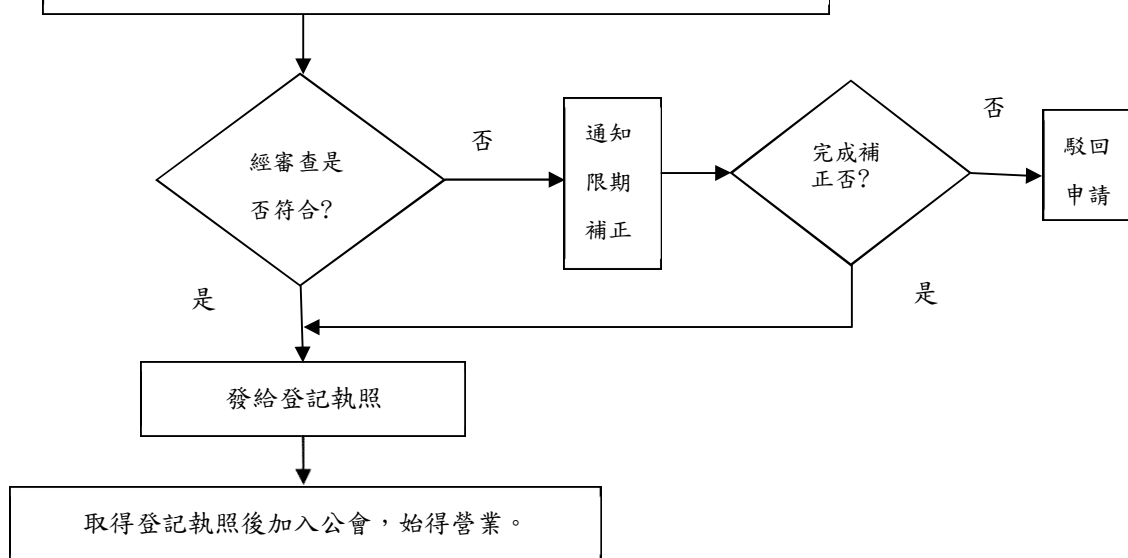 經審查是
否符合?
否
通知
限期
補正
完成補
正否?
否
駁回
申請
是
是
發給登記執照
取得登記執照後加入公會，始得營業。